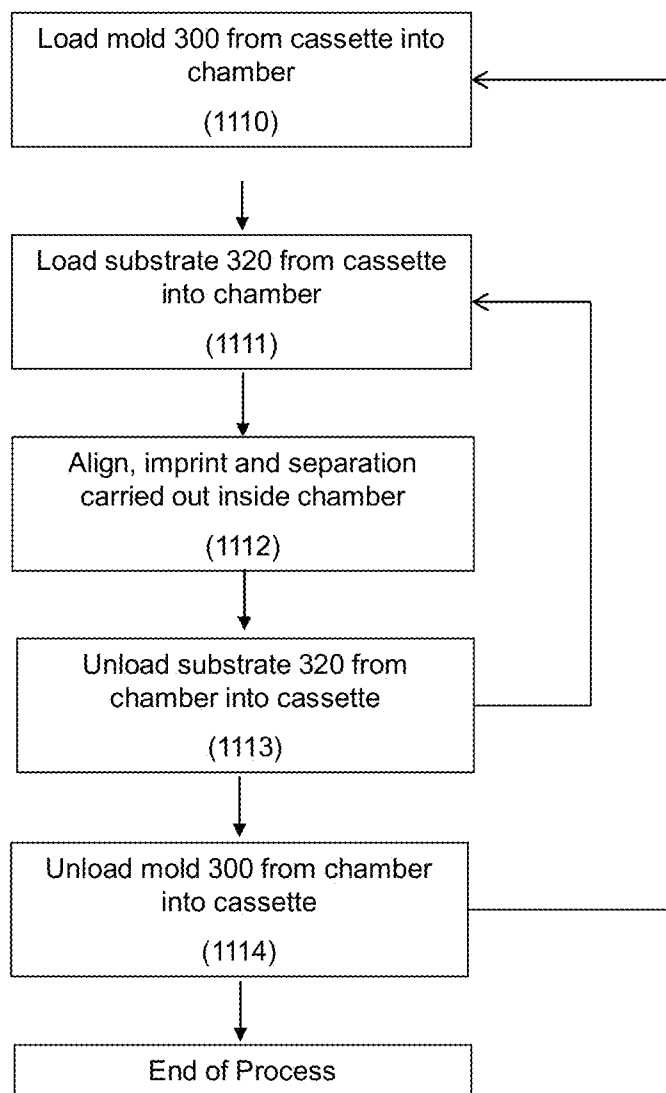 Load mold 300 from cassette into
chamber
(1110)
Load substrate 320 from cassette
into chamber
(1111)
Align, imprint and separation
carried out inside chamber
(1112)
Unload substrate 320 from
chamber into cassette
(1113)
Unload mold 300 from chamber
into cassette
(1114)
End of Process